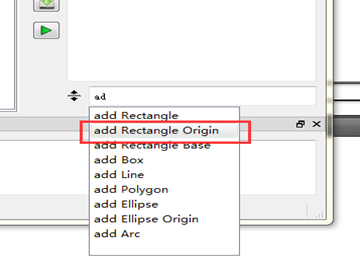 ad
add Rectangle
add Rectangle Origin
add Rectangle Base
add Box
add Line
add Polygon
add Ellipse
add Ellipse Origin
add Arc